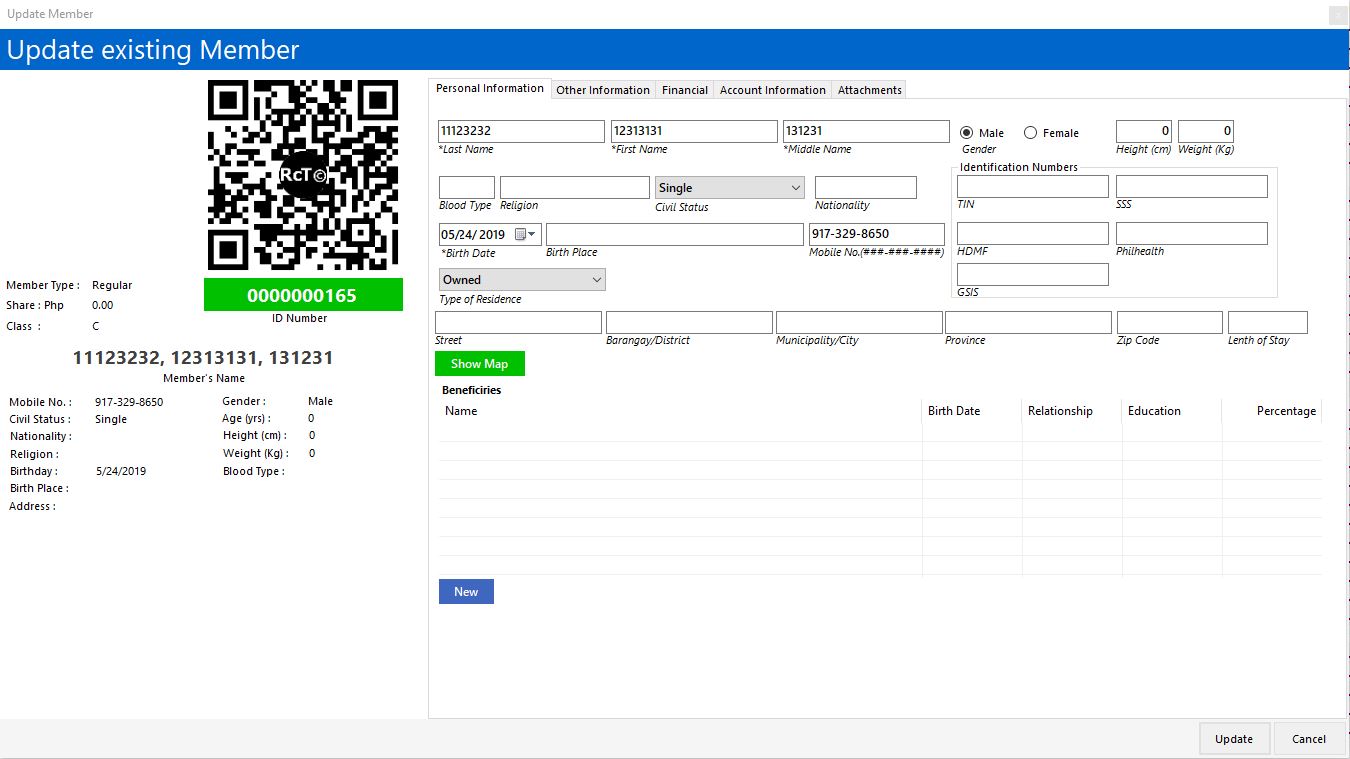 Update Member
x
Update existing Member
RcT©
Member Type : Regular
Share : Php 0.00
Class : C
0000000165
ID Number
11123232, 12313131, 131231
Member's Name
Mobile No. : 917-329-8650
Civil Status : Single
Nationality :
Religion :
Birthday : 5/24/2019
Birth Place :
Address :
Gender : Male
Age (yrs) : 0
Height (cm) : 0
Weight (Kg) : 0
Blood Type :
Personal Information Other Information Financial Account Information Attachments
11123232 12313131 131231 Male Female 0 0
*Last Name *First Name *Middle Name Gender Height (cm) Weight (Kg)
Single
Blood Type Religion Civil Status Nationality
05/24/2019 917-329-8650
*Birth Date Birth Place Mobile No.(###-###-####)
Owned
Type of Residence
Identification Numbers
TIN SSS
HDMF Philhealth
GSIS
Street Barangay/District Municipality/City Province Zip Code Lenth of Stay
Show Map
Beneficiries
Name Birth Date Relationship Education Percentage
New
Update Cancel